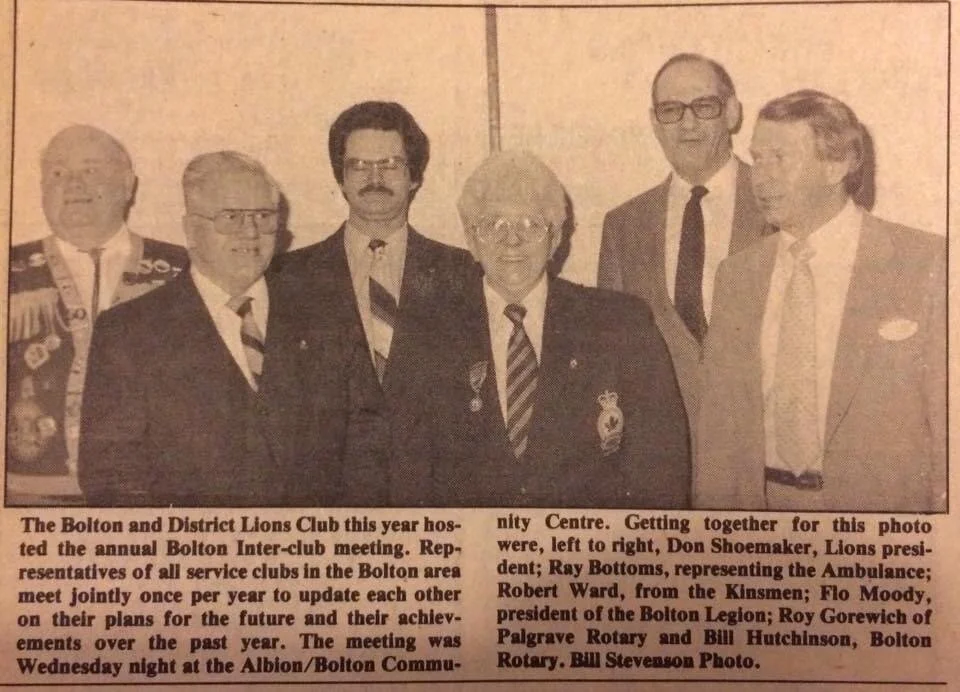 The Bolton and District Lions Club this year hos-
ted the annual Bolton Inter-club meeting. Rep-
resentatives of all service clubs in the Bolton area
meet jointly once per year to update each other
on their plans for the future and their achiev-
ements over the past year. The meeting was
Wednesday night at the Albion/Bolton Commu-
nity Centre. Getting together for this photo
were, left to right, Don Shoemaker, Lions presi-
dent; Ray Bottoms, representing the Ambulance;
Robert Ward, from the Kinsmen; Flo Moody,
president of the Bolton Legion; Roy Gorewich of
Palgrave Rotary and Bill Hutchinson, Bolton
Rotary. Bill Stevenson Photo.